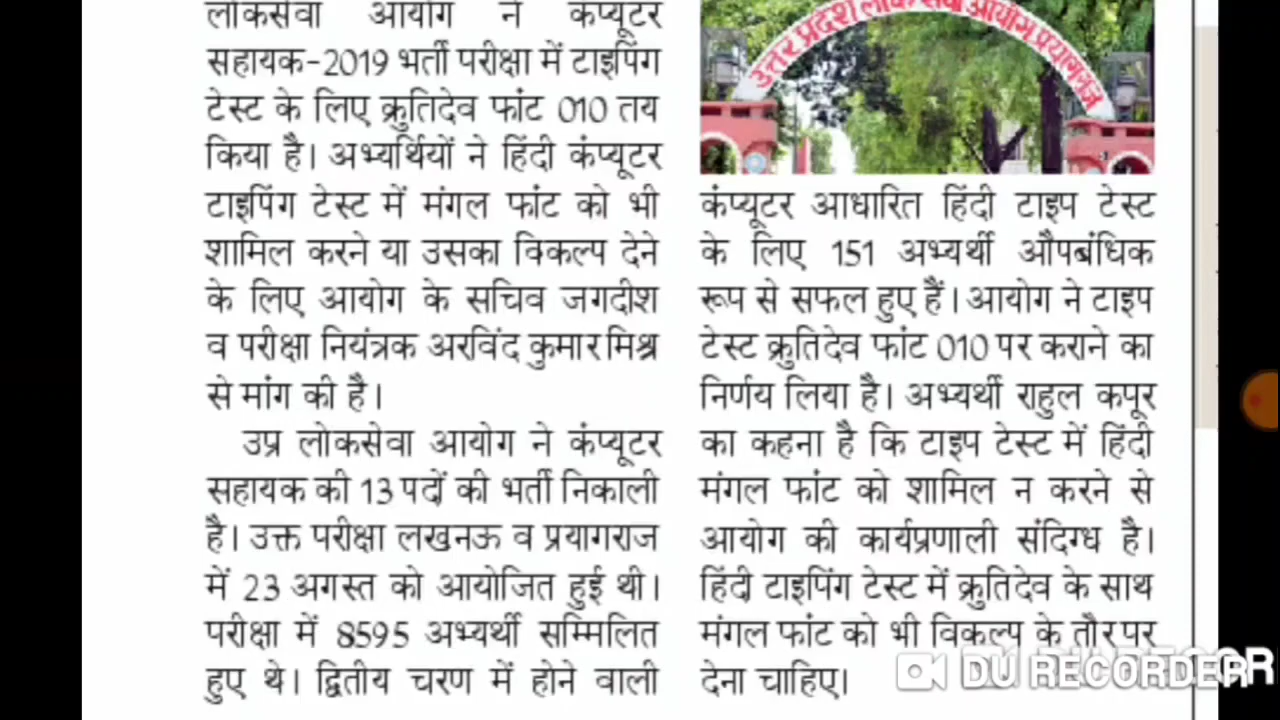 लोकसेवा आयोग ने कंप्यूटर
सहायक-2019 भर्ती परीक्षा में टाइपिंग
टेस्ट के लिए क्रुतिदेव फांट 010 तय
किया है। अभ्यर्थियों ने हिंदी कंप्यूटर
टाइपिंग टेस्ट में मंगल फांट को भी
शामिल करने या उसका विकल्प देने
के लिए आयोग के सचिव जगदीश
व परीक्षा नियंत्रक अरविंद कुमार मिश्र
से मांग की है।
उप्र लोकसेवा आयोग ने कंप्यूटर
सहायक की 13 पदों की भर्ती निकाली
है। उक्त परीक्षा लखनऊ व प्रयागराज
में 23 अगस्त को आयोजित हुई थी।
परीक्षा में 8595 अभ्यर्थी सम्मिलित
हुए थे। द्वितीय चरण में होने वाली
उत्तर प्रदेश लोक सेवा आयोग प्रयागराज
कंप्यूटर आधारित हिंदी टाइप टेस्ट
के लिए 151 अभ्यर्थी औपबंधिक
रूप से सफल हुए हैं। आयोग ने टाइप
टेस्ट क्रुतिदेव फांट 010 पर कराने का
निर्णय लिया है। अभ्यर्थी राहुल कपूर
का कहना है कि टाइप टेस्ट में हिंदी
मंगल फांट को शामिल न करने से
आयोग की कार्यप्रणाली संदिग्ध है।
हिंदी टाइपिंग टेस्ट में क्रुतिदेव के साथ
मंगल फांट को भी विकल्प के तौर पर
देना चाहिए।
DU RECORDER